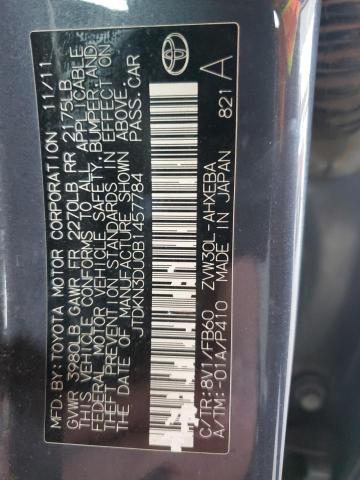 MFD.BY:TOYOTA MOTOR CORPORATION 11/11
GVWR 3980LB GAWR FR 2270LB RR 2175LB
THIS VEHICLE CONFORMS TO ALL APPLICABLE
FEDERAL MOTOR VEHICLE SAFETY,BUMPER,AND
THEFT PREVENTION STANDARDS IN EFFECT ON
THE DATE OF MANUFACTURE SHOWN ABOVE.
JTDKN3DU0B1457784 PASS.CAR
C/TR:8V1/FB60 ZVW30L-AHXEBA
A/TM:-01A/P410 MADE IN JAPAN 821 A